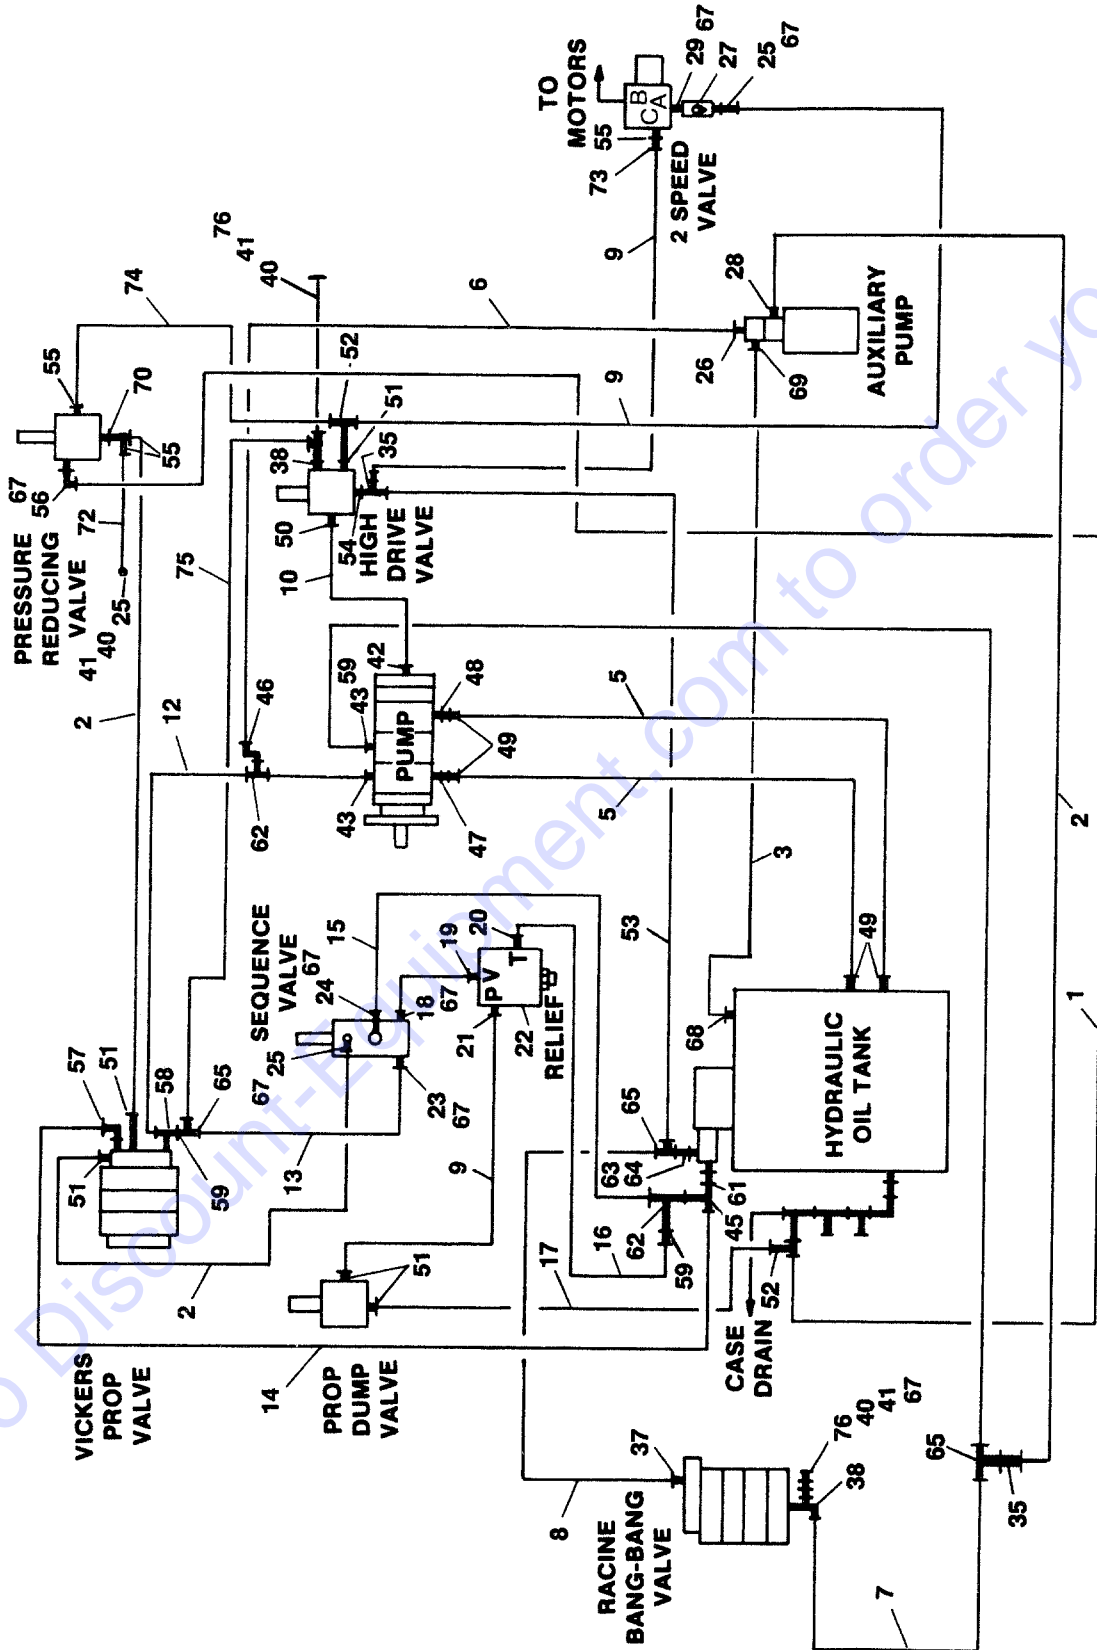 PRESSURE 67
REDUCING 56
VALVE 72
41
40
25
55
70
55
74
2
12
75
VICKERS
PROP
VALVE
57
51
51
58
65
59
2
13
14
SEQUENCE
VALVE
67
24
67
25
23
67
18
15
19
67
20
P V
T
21
22
RELIEF
9
PROP
DUMP
VALVE
51
17
16
62
46
43
43
59
42
PUMP
47
48
49
5
5
10
50
HIGH
DRIVE
VALVE
54
38
35
51
52
76
41
40
6
9
TO
MOTORS
B
C A
55
73
29 67
27
25 67
2 SPEED
VALVE
9
26
28
69
AUXILIARY
PUMP
53
3
65
63
64
61
45
62
59
68
49
HYDRAULIC
OIL TANK
52
CASE
DRAIN
RACINE
BANG-BANG
VALVE
8
37
76
40
41
67
38
7
65
35
2
1
o Discount-Equipment.com to order yo